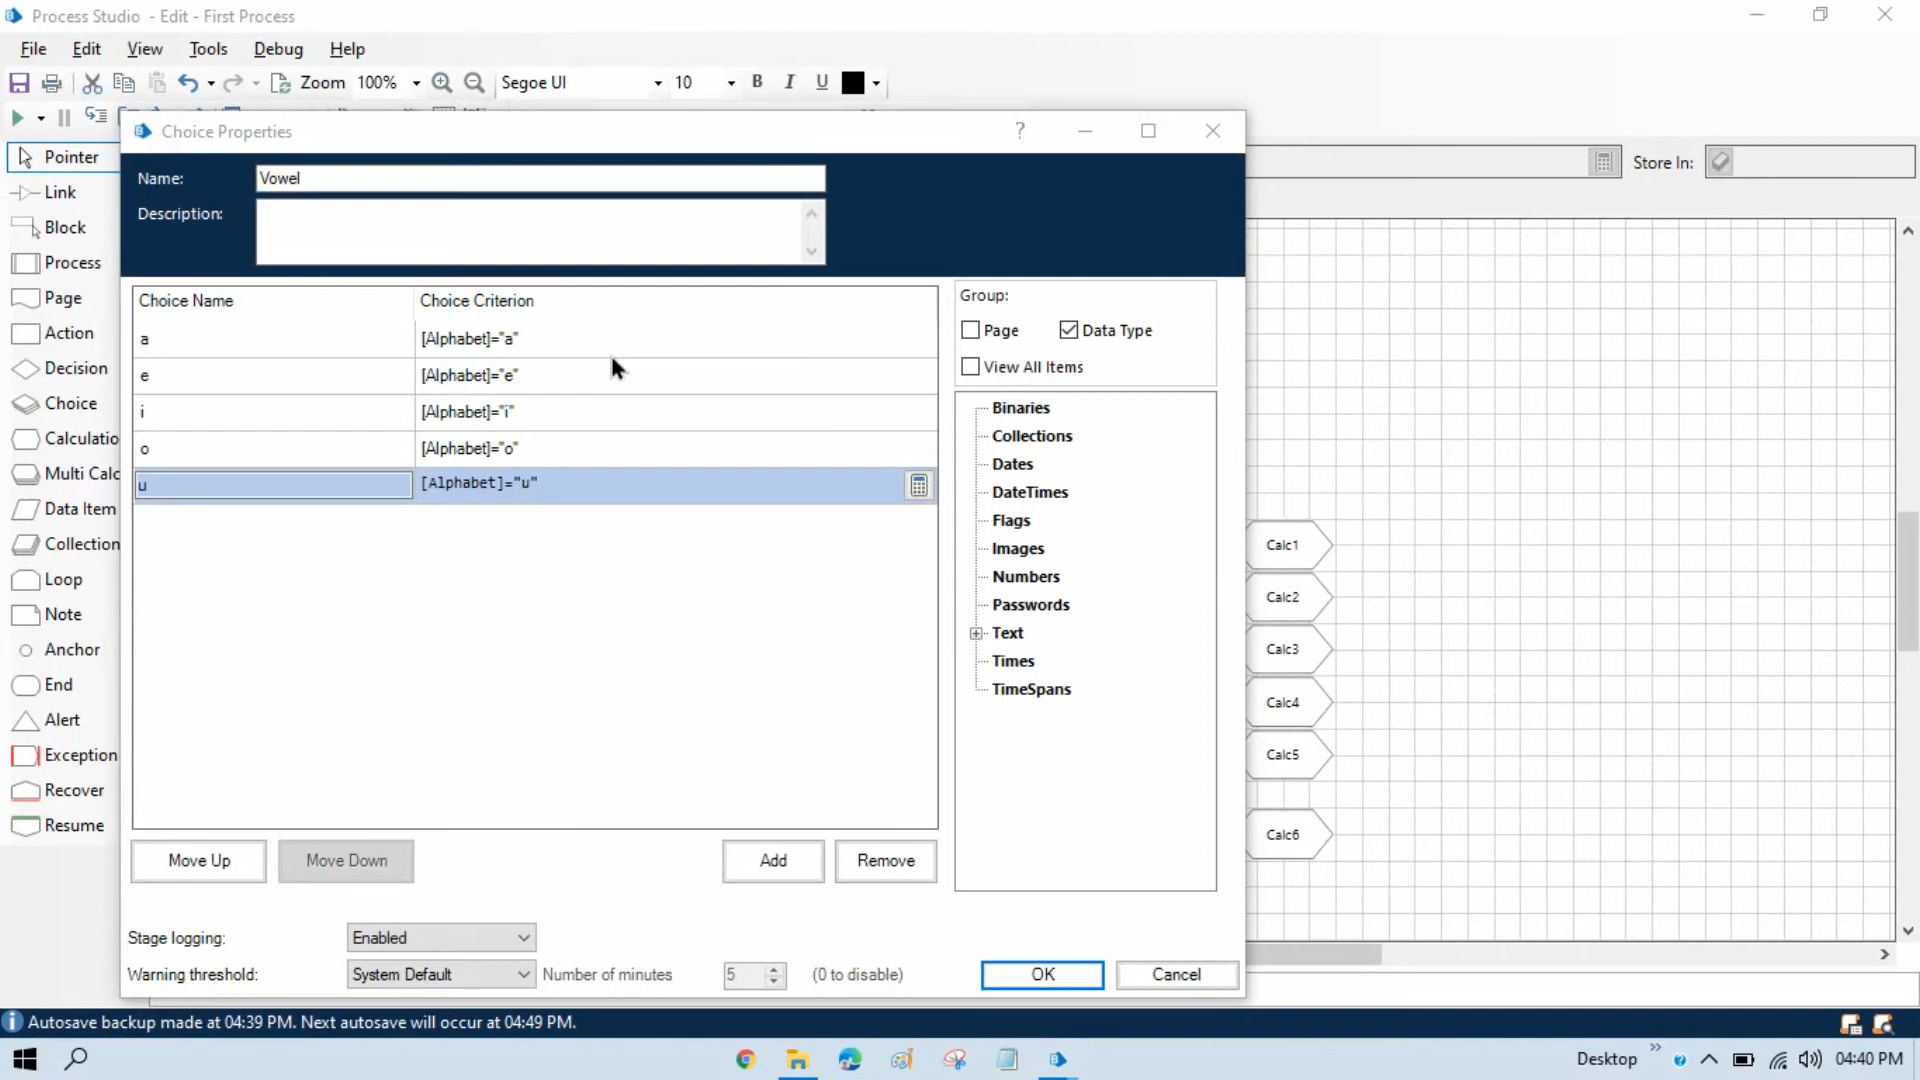 Process Studio - Edit - First Process
File Edit View Tools Debug Help
Zoom 100% Segoe UI 10 B I U
Choice Properties ?
Pointer
Link
Block
Process
Page
Action
Decision
Choice
Calculatio
Multi Calc
Data Item
Collection
Loop
Note
Anchor
End
Alert
Exception
Recover
Resume
Name: Vowel
Description:
Store In:
Choice Name Choice Criterion
a [Alphabet]="a"
e [Alphabet]="e"
i [Alphabet]="i"
o [Alphabet]="o"
u [Alphabet]="u"
Group:
Page Data Type
View All Items
Binaries
Collections
Dates
DateTimes
Flags
Images
Numbers
Passwords
Text
Times
TimeSpans
Calc1
Calc2
Calc3
Calc4
Calc5
Calc6
Move Up Move Down Add Remove
Stage logging: Enabled
Warning threshold: System Default Number of minutes 5 (0 to disable) OK Cancel
Autosave backup made at 04:39 PM. Next autosave will occur at 04:49 PM.
Desktop 04:40 PM